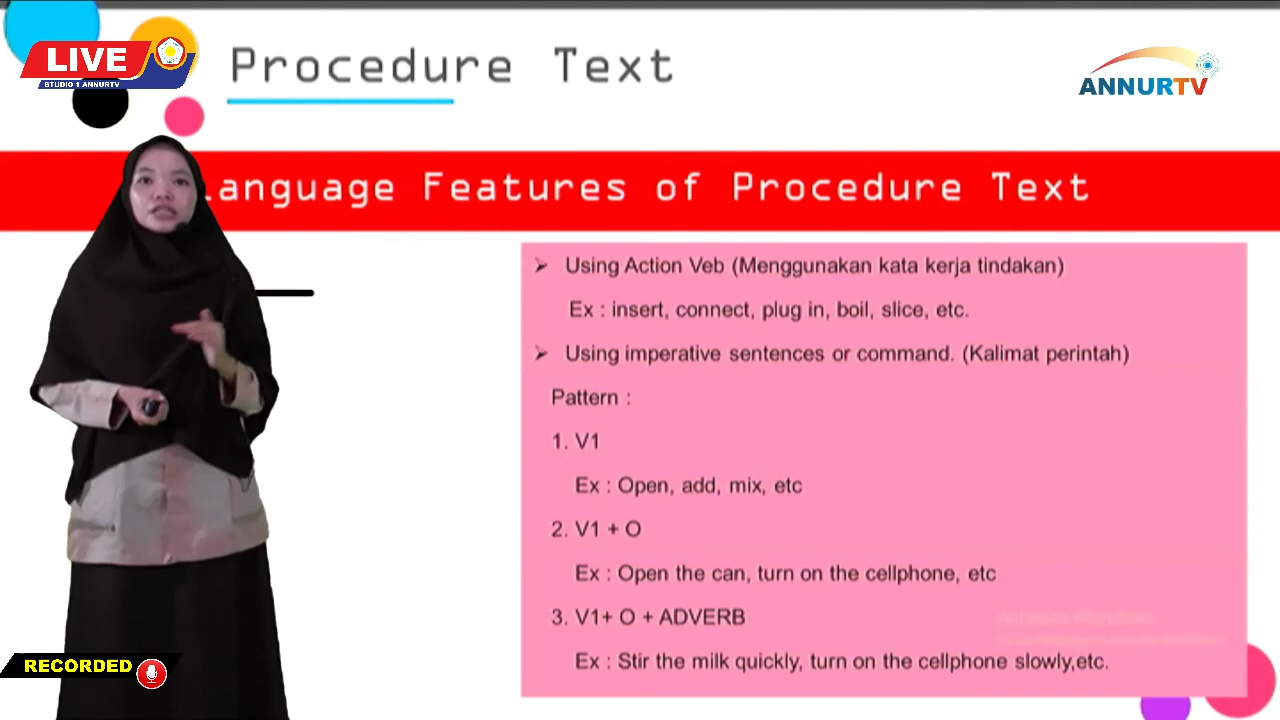 LIVE
STUDIO 1 ANNURTV
Procedure Text
ANNURTV
Language Features of Procedure Text
➢ Using Action Veb (Menggunakan kata kerja tindakan)
Ex : insert, connect, plug in, boil, slice, etc.
➢ Using imperative sentences or command. (Kalimat perintah)
Pattern :
1. V1
Ex : Open, add, mix, etc
2. V1 + O
Ex : Open the can, turn on the cellphone, etc
3. V1+ O + ADVERB
Ex : Stir the milk quickly, turn on the cellphone slowly,etc.
RECORDED